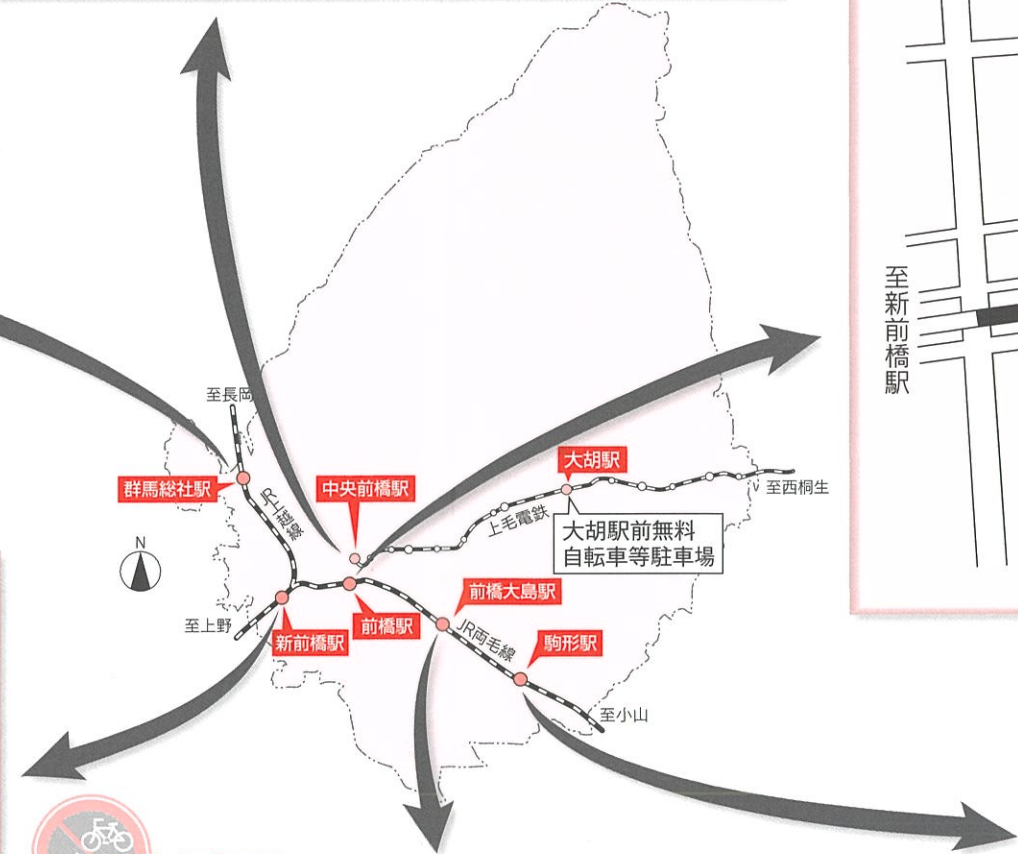 至新前橋駅
至長岡
群馬総社駅
JR上越線
中央前橋駅
大胡駅
至西桐生
上毛電鉄
大胡駅前無料
自転車等駐車場
N
前橋大島駅
至上野
新前橋駅
前橋駅
JR両毛線
駒形駅
至小山